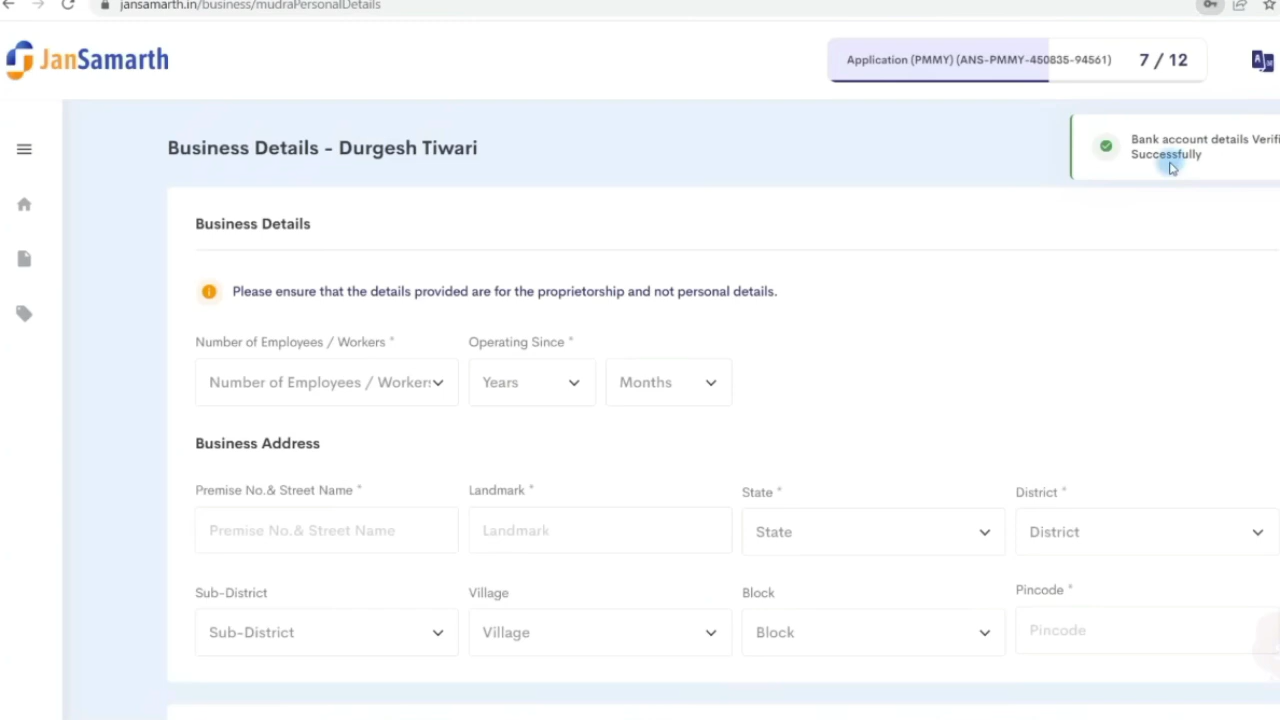 jansamarth.in/business/mudraPersonalDetails
JanSamarth
Application (PMMY) (ANS-PMMY-450835-94561) 7 / 12
Business Details - Durgesh Tiwari
Bank account details Verifi
Successfully
Business Details
Please ensure that the details provided are for the proprietorship and not personal details.
Number of Employees / Workers * Operating Since *
Number of Employees / Workers Years Months
Business Address
Premise No.& Street Name * Landmark * State * District *
Premise No.& Street Name Landmark State District
Sub-District Village Block Pincode *
Sub-District Village Block Pincode